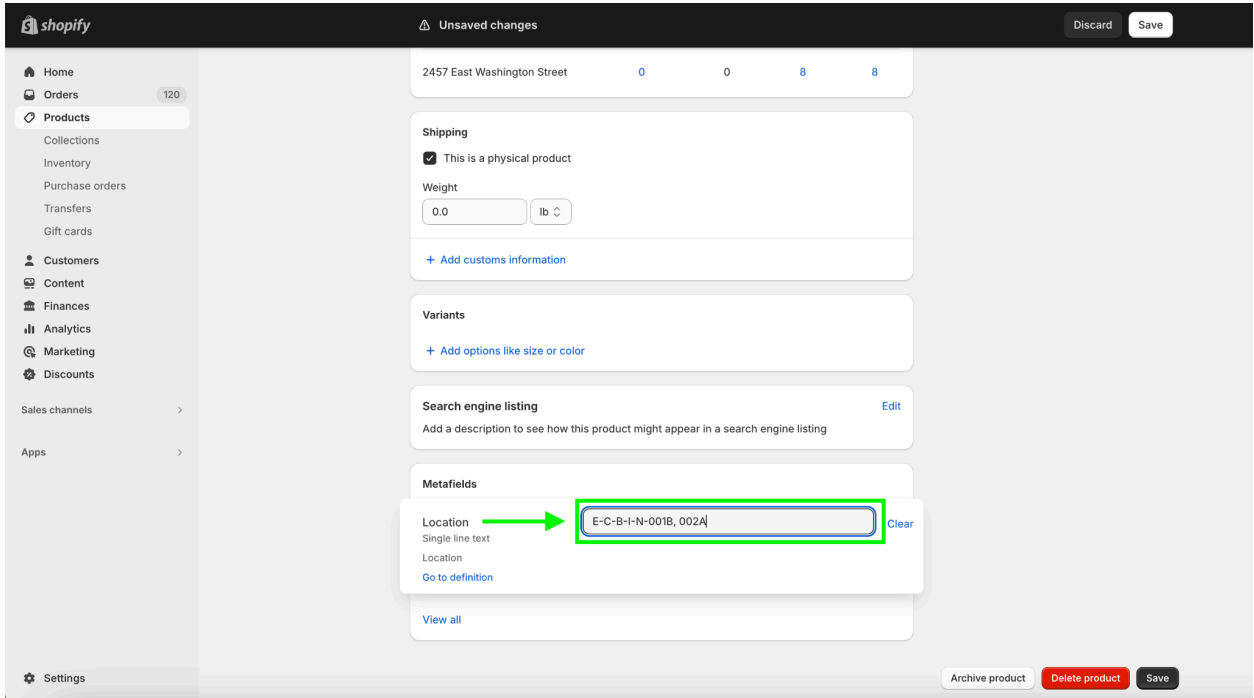 shopify
Unsaved changes
Discard
Save
Home
Orders 120
Products
Collections
Inventory
Purchase orders
Transfers
Gift cards
Customers
Content
Finances
Analytics
Marketing
Discounts
Sales channels
Apps
Settings
2457 East Washington Street 0 0 8 8
Shipping
This is a physical product
Weight
0.0 lb
+ Add customs information
Variants
+ Add options like size or color
Search engine listing Edit
Add a description to see how this product might appear in a search engine listing
Metafields
Location E-C-B-I-N-001B, 002A Clear
Single line text
Location
Go to definition
View all
Archive product Delete product Save